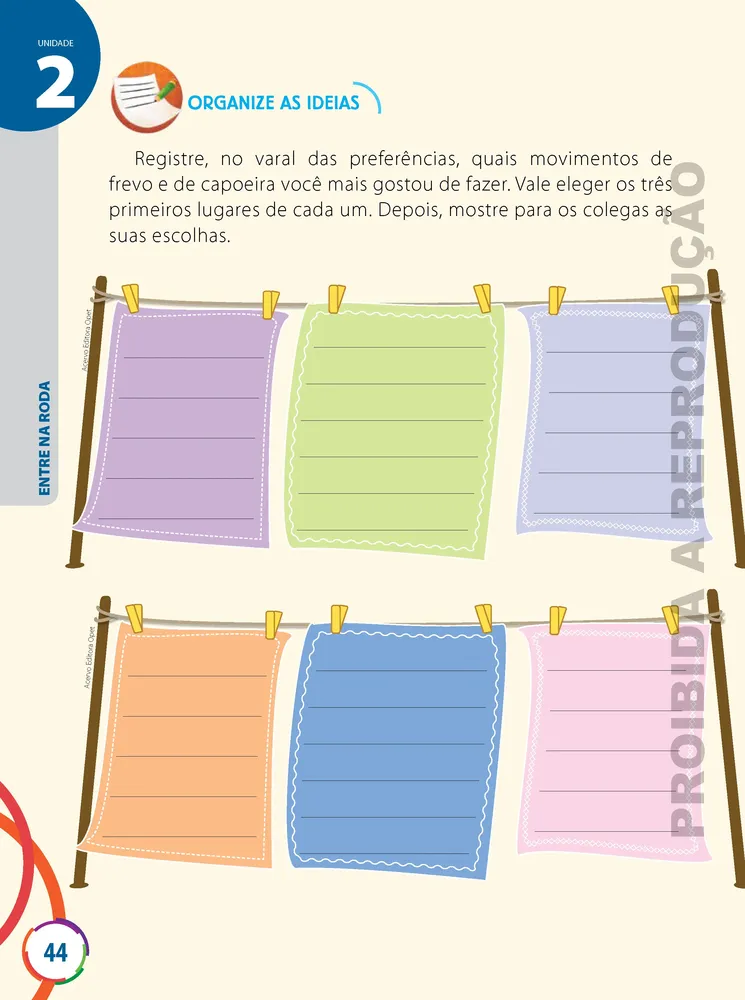 UNIDADE
2
ORGANIZE AS IDEIAS
Registre, no varal das preferências, quais movimentos de
frevo e de capoeira você mais gostou de fazer. Vale eleger os três
primeiros lugares de cada um. Depois, mostre para os colegas as
suas escolhas.
Acervo Editora Opet
ENTRE NA RODA
Acervo Editora Opet
PROIBIDA A REPRODUÇÃO
44